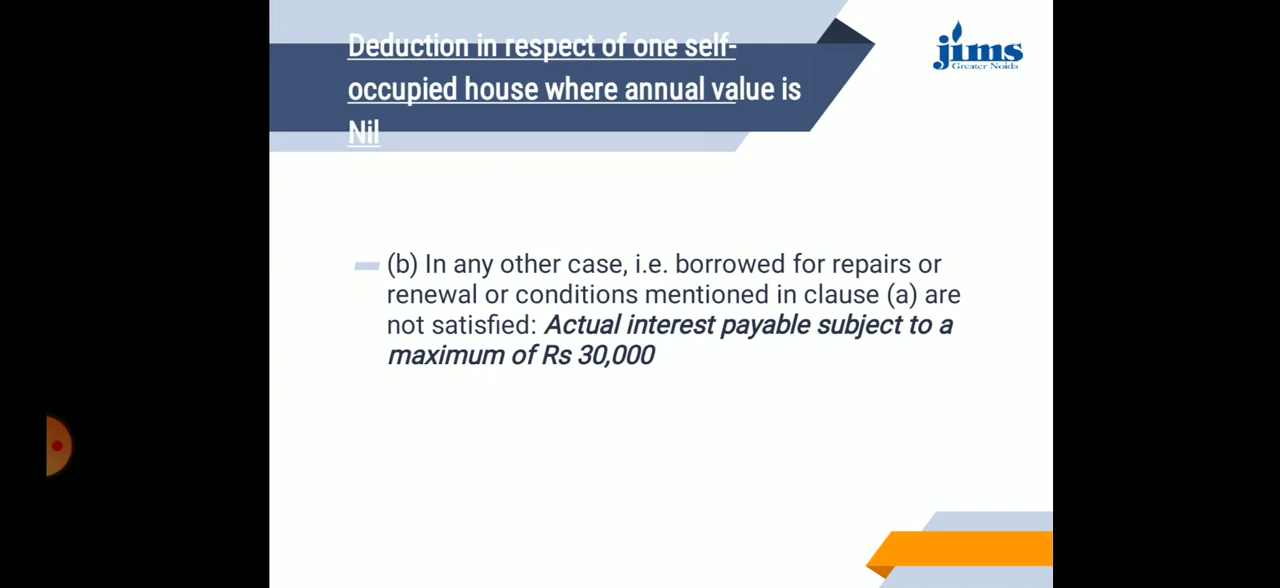 Deduction in respect of one self-
occupied house where annual value is
Nil
jims
Greater Noida
(b) In any other case, i.e. borrowed for repairs or
renewal or conditions mentioned in clause (a) are
not satisfied: Actual interest payable subject to a
maximum of Rs 30,000